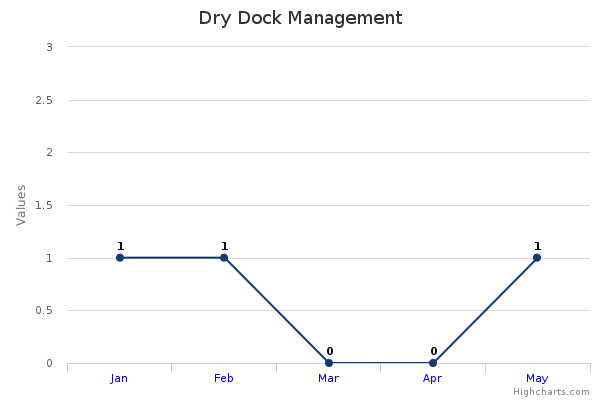 Dry Dock Management
Values
3
2.5
2
1.5
1
0.5
0
1
1
0
0
1
Jan
Feb
Mar
Apr
May
Highcharts.com